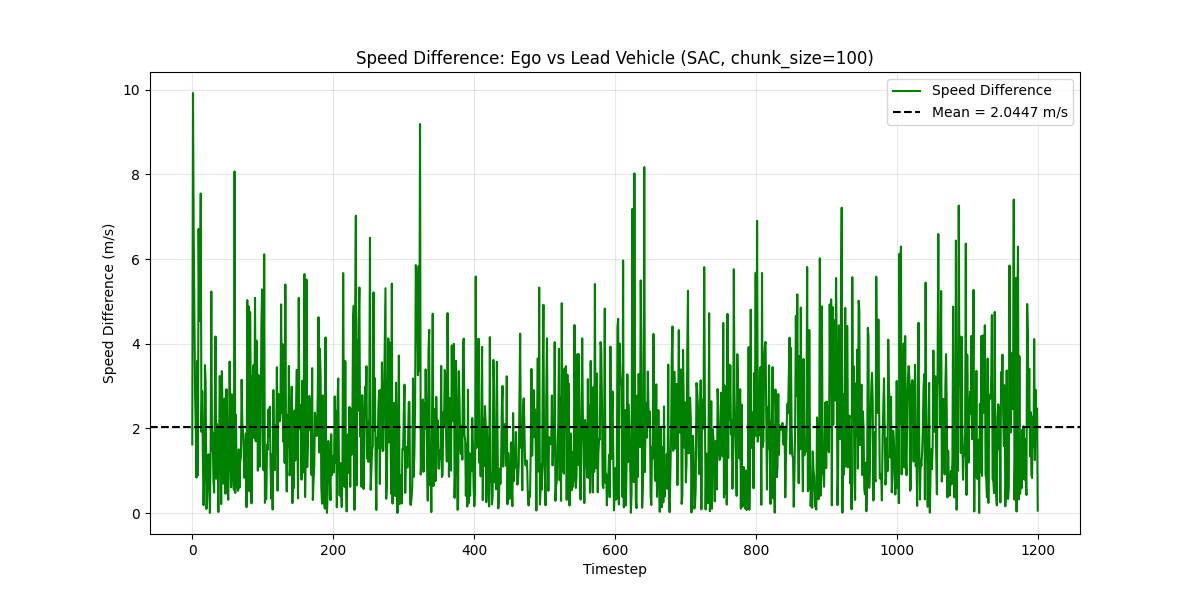 Speed Difference: Ego vs Lead Vehicle (SAC, chunk_size=100)
Speed Difference
Mean = 2.0447 m/s
Speed Difference (m/s)
10
8
6
4
2
0
0 200 400 600 800 1000 1200
Timestep